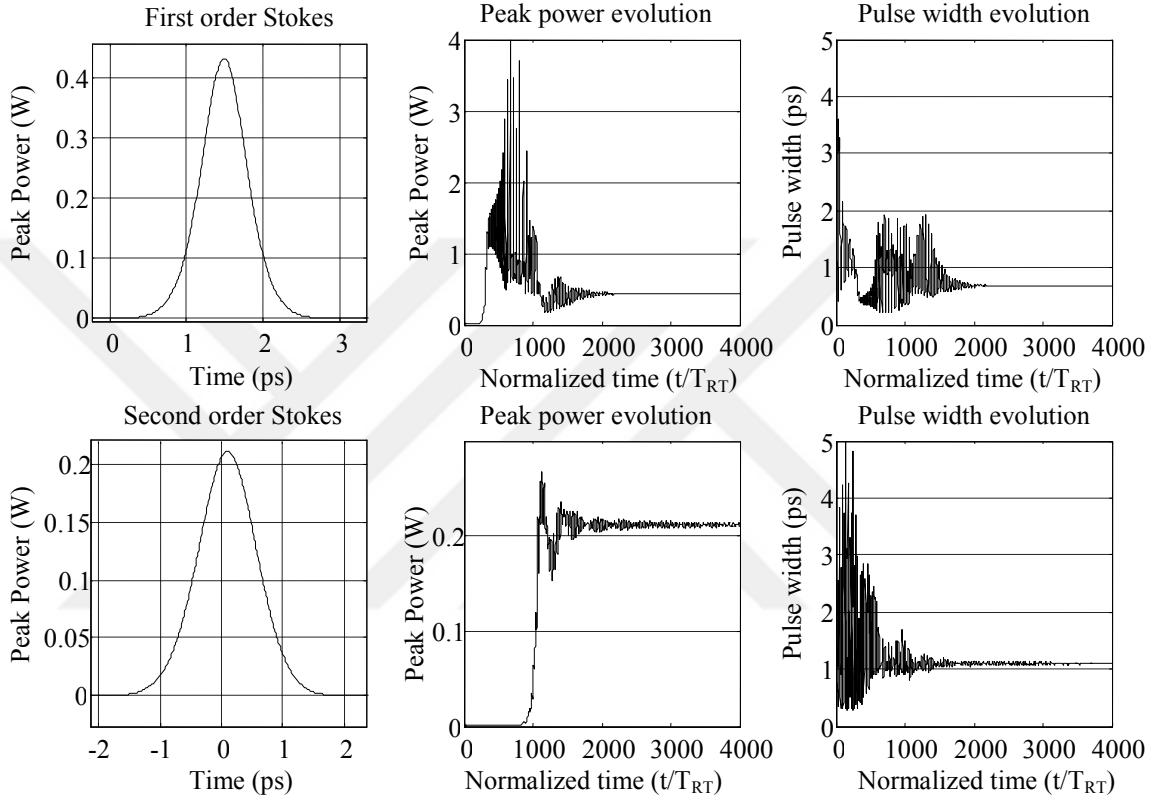 First order Stokes
Peak Power (W)
0.4
0.3
0.2
0.1
0
0 1 2 3
Time (ps)
Peak power evolution
Peak Power (W)
4
3
2
1
0
0 1000 2000 3000 4000
Normalized time (t/T_RT)
Pulse width evolution
Pulse width (ps)
5
4
3
2
1
0
0 1000 2000 3000 4000
Normalized time (t/T_RT)
Second order Stokes
Peak Power (W)
0.2
0.15
0.1
0.05
0
-2 -1 0 1 2
Time (ps)
Peak power evolution
Peak Power (W)
0.2
0.1
0
0 1000 2000 3000 4000
Normalized time (t/T_RT)
Pulse width evolution
Pulse width (ps)
5
4
3
2
1
0
0 1000 2000 3000 4000
Normalized time (t/T_RT)